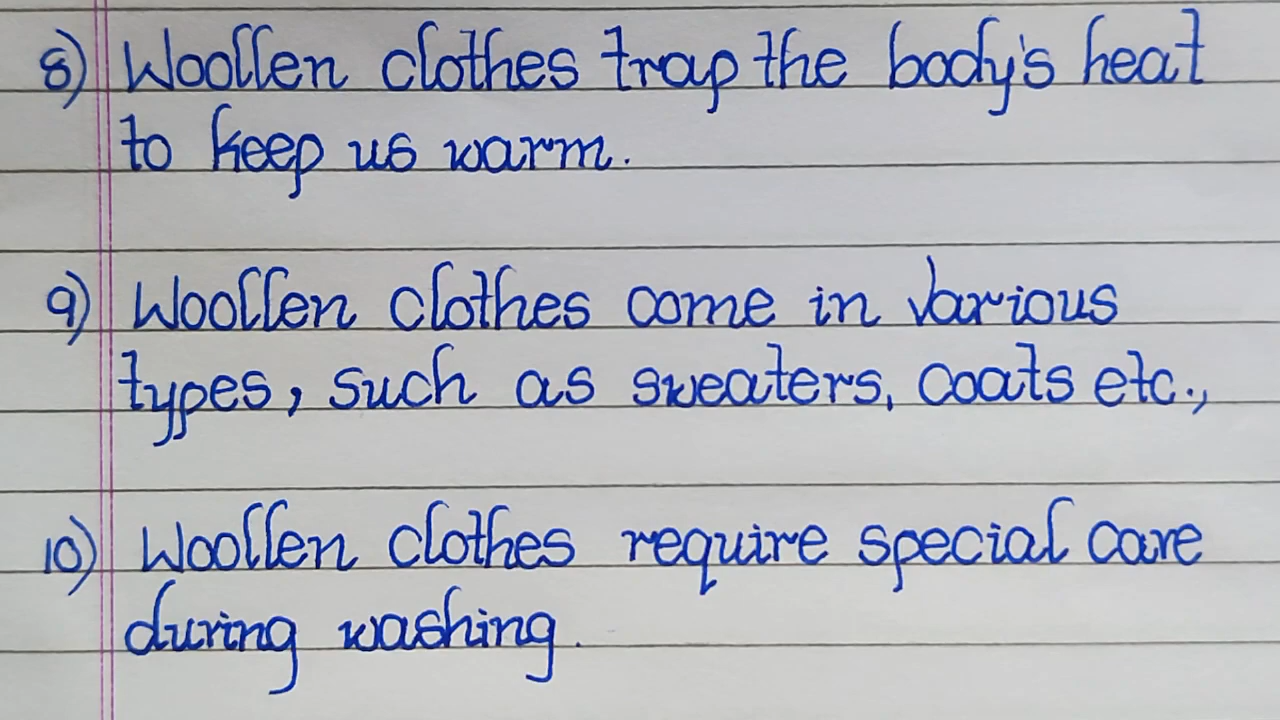 8) Woollen clothes trap the body's heat
to keep us warm.
9) Woollen clothes come in various
types, such as sweaters, coats etc.,
10) Woollen clothes require special care
during washing.